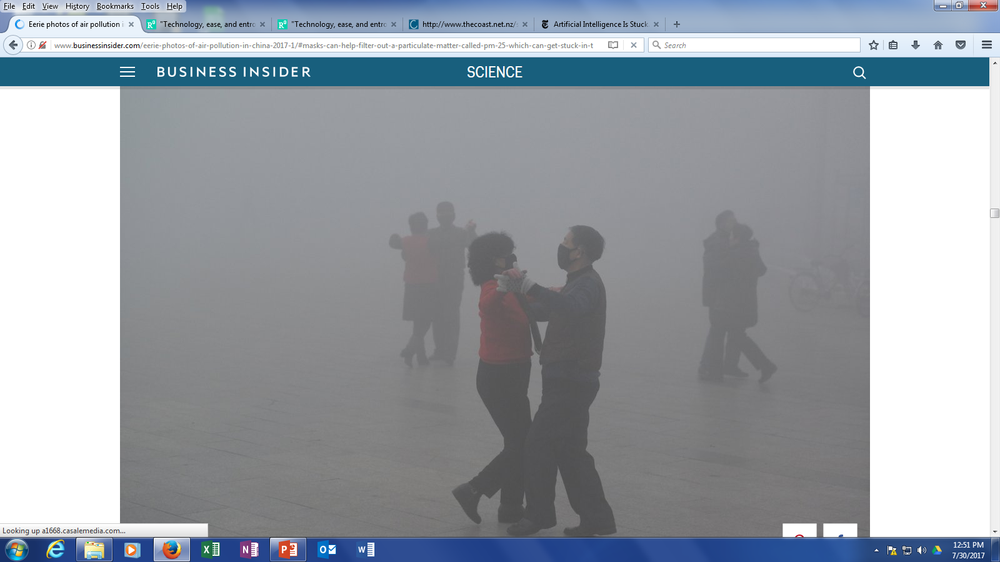 File Edit View History Bookmarks Tools Help
Eerie photos of air pollution i
"Technology, ease, and entro
"Technology, ease, and entro
http://www.thecoast.net.nz/s
Artificial Intelligence Is Stuck
www.businessinsider.com/eerie-photos-of-air-pollution-in-china-2017-1/#masks-can-help-filter-out-a-particulate-matter-called-pm-25-which-can-get-stuck-in-t
Search
BUSINESS INSIDER
SCIENCE
Looking up a1668.casalemedia.com...
12:51 PM
7/30/2017